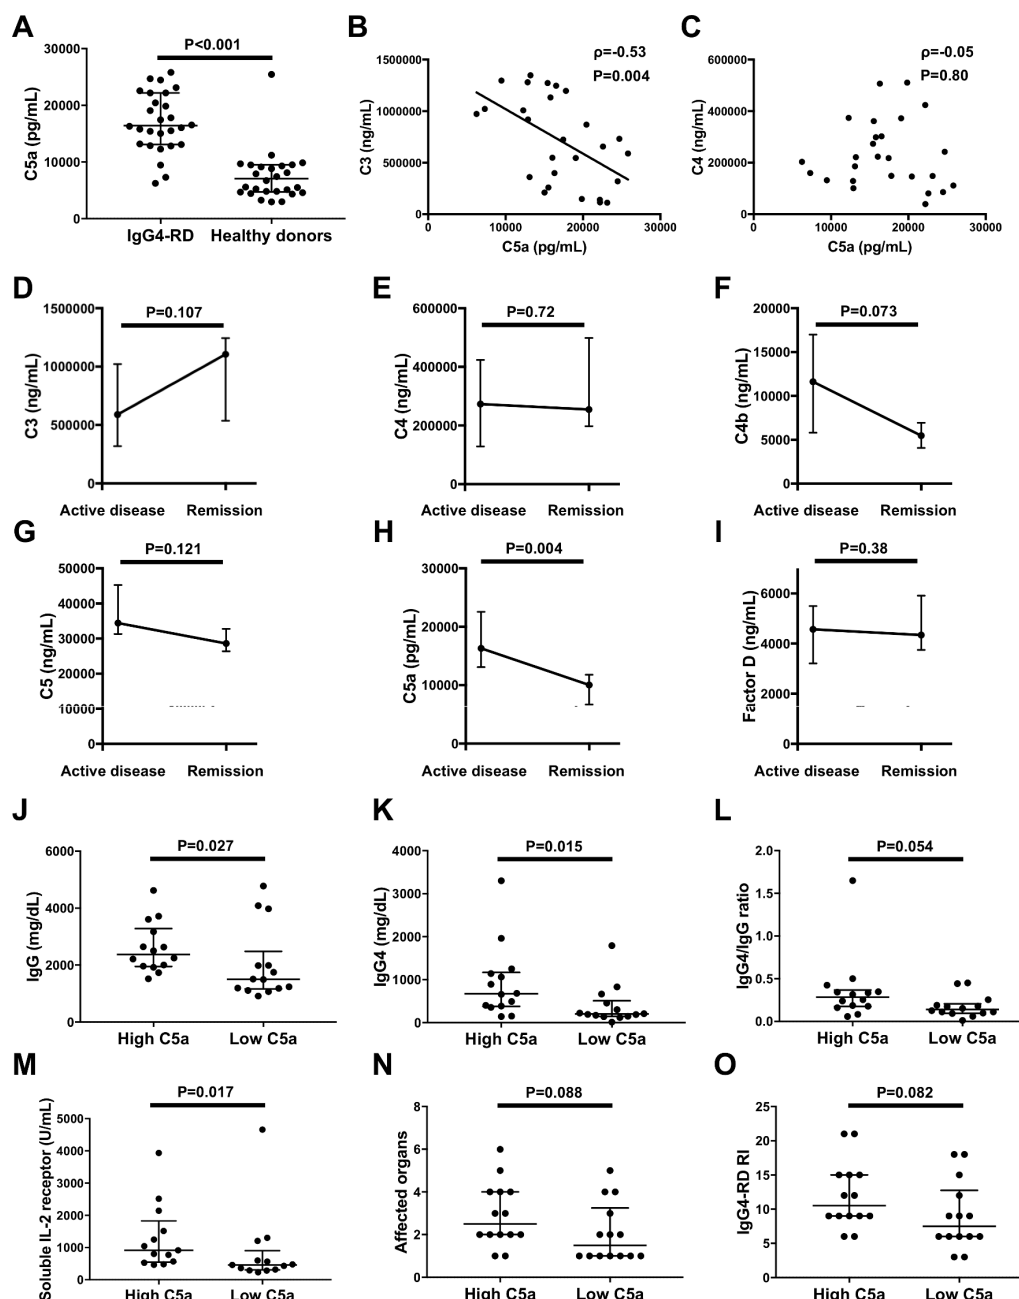 A
P<0.001
C5a (pg/mL)
30000
20000
10000
0
IgG4-RD
Healthy donors
B
ρ=-0.53
P=0.004
C3 (ng/mL)
1500000
1000000
500000
0
0
10000
20000
30000
C5a (pg/mL)
C
ρ=-0.05
P=0.80
C4 (ng/mL)
600000
400000
200000
0
0
10000
20000
30000
C5a (pg/mL)
D
P=0.107
C3 (ng/mL)
1500000
1000000
500000
0
Active disease
Remission
E
P=0.72
C4 (ng/mL)
600000
400000
200000
0
Active disease
Remission
F
P=0.073
C4b (ng/mL)
20000
15000
10000
5000
0
Active disease
Remission
G
P=0.121
C5 (ng/mL)
50000
40000
30000
20000
10000
0
Active disease
Remission
H
P=0.004
C5a (pg/mL)
30000
20000
10000
0
Active disease
Remission
I
P=0.38
Factor D (ng/mL)
6000
4000
2000
0
Active disease
Remission
J
P=0.027
IgG (mg/dL)
6000
4000
2000
0
High C5a
Low C5a
K
P=0.015
IgG4 (mg/dL)
4000
3000
2000
1000
0
High C5a
Low C5a
L
P=0.054
IgG4/IgG ratio
2.0
1.5
1.0
0.5
0.0
High C5a
Low C5a
M
P=0.017
Soluble IL-2 receptor (U/mL)
5000
4000
3000
2000
1000
0
High C5a
Low C5a
N
P=0.088
Affected organs
8
6
4
2
0
High C5a
Low C5a
O
P=0.082
IgG4-RD RI
25
20
15
10
5
0
High C5a
Low C5a